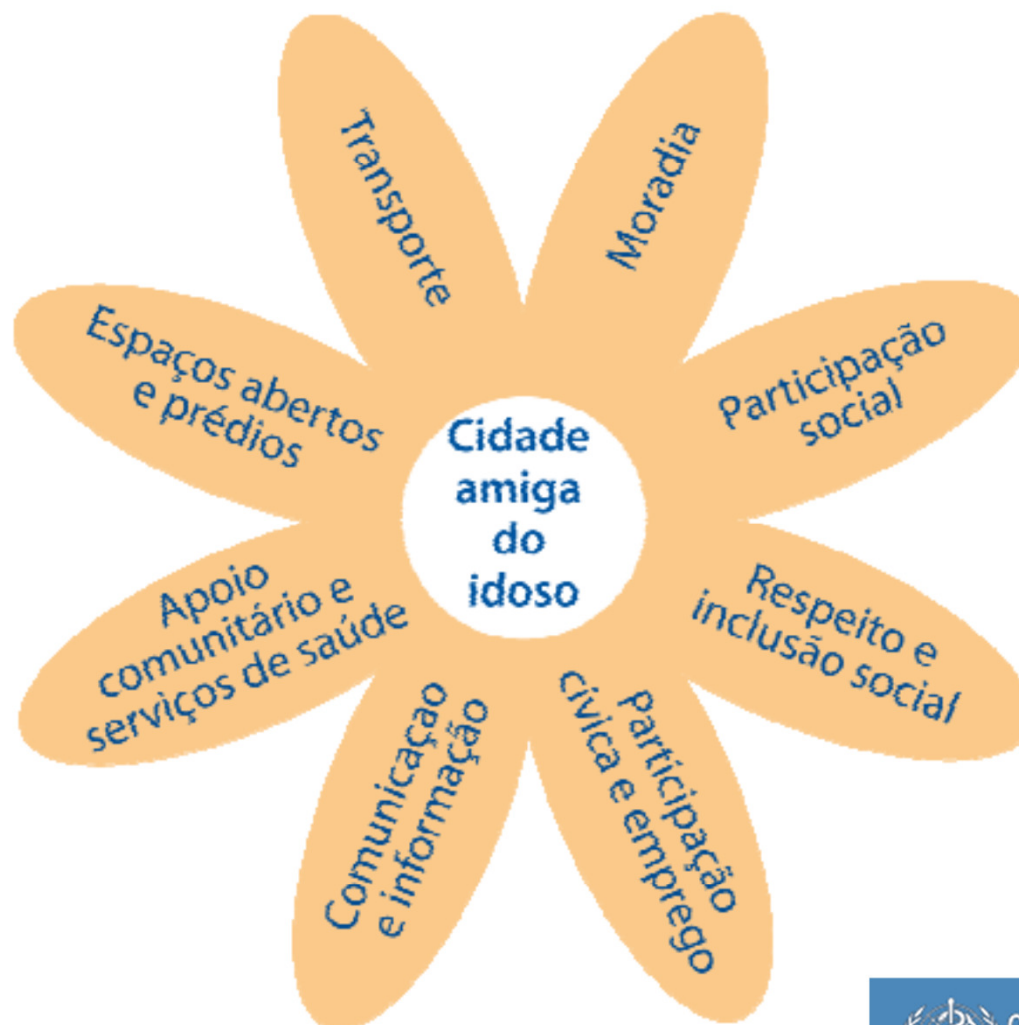 Transporte
Moradia
Participação
social
Respeito e
inclusão social
Participação
cívica e emprego
Comunicaçao
e informação
Apoio
comunitário e
serviços de saúde
Espaços abertos
e prédios
Cidade
amiga
do
idoso